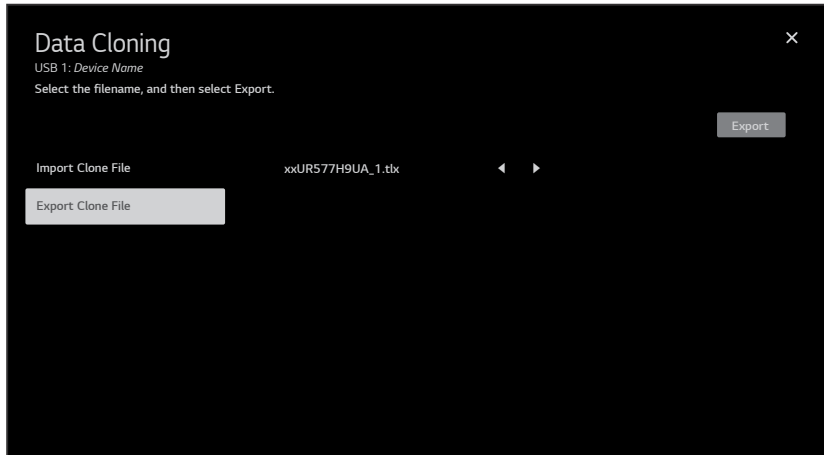 Data Cloning
USB 1: Device Name
Select the filename, and then select Export.
Export
Import Clone File
xxUR577H9UA_1.tlx
Export Clone File